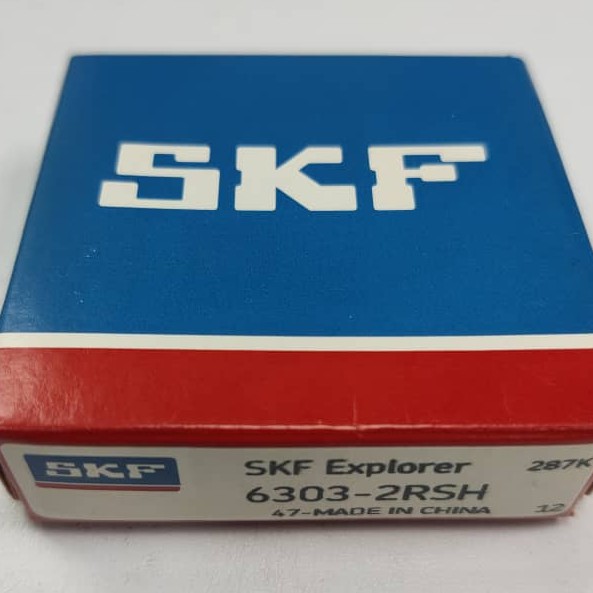 SKF
SKF
SKF Explorer
287K
6303-2RSH
47-MADE IN CHINA
12